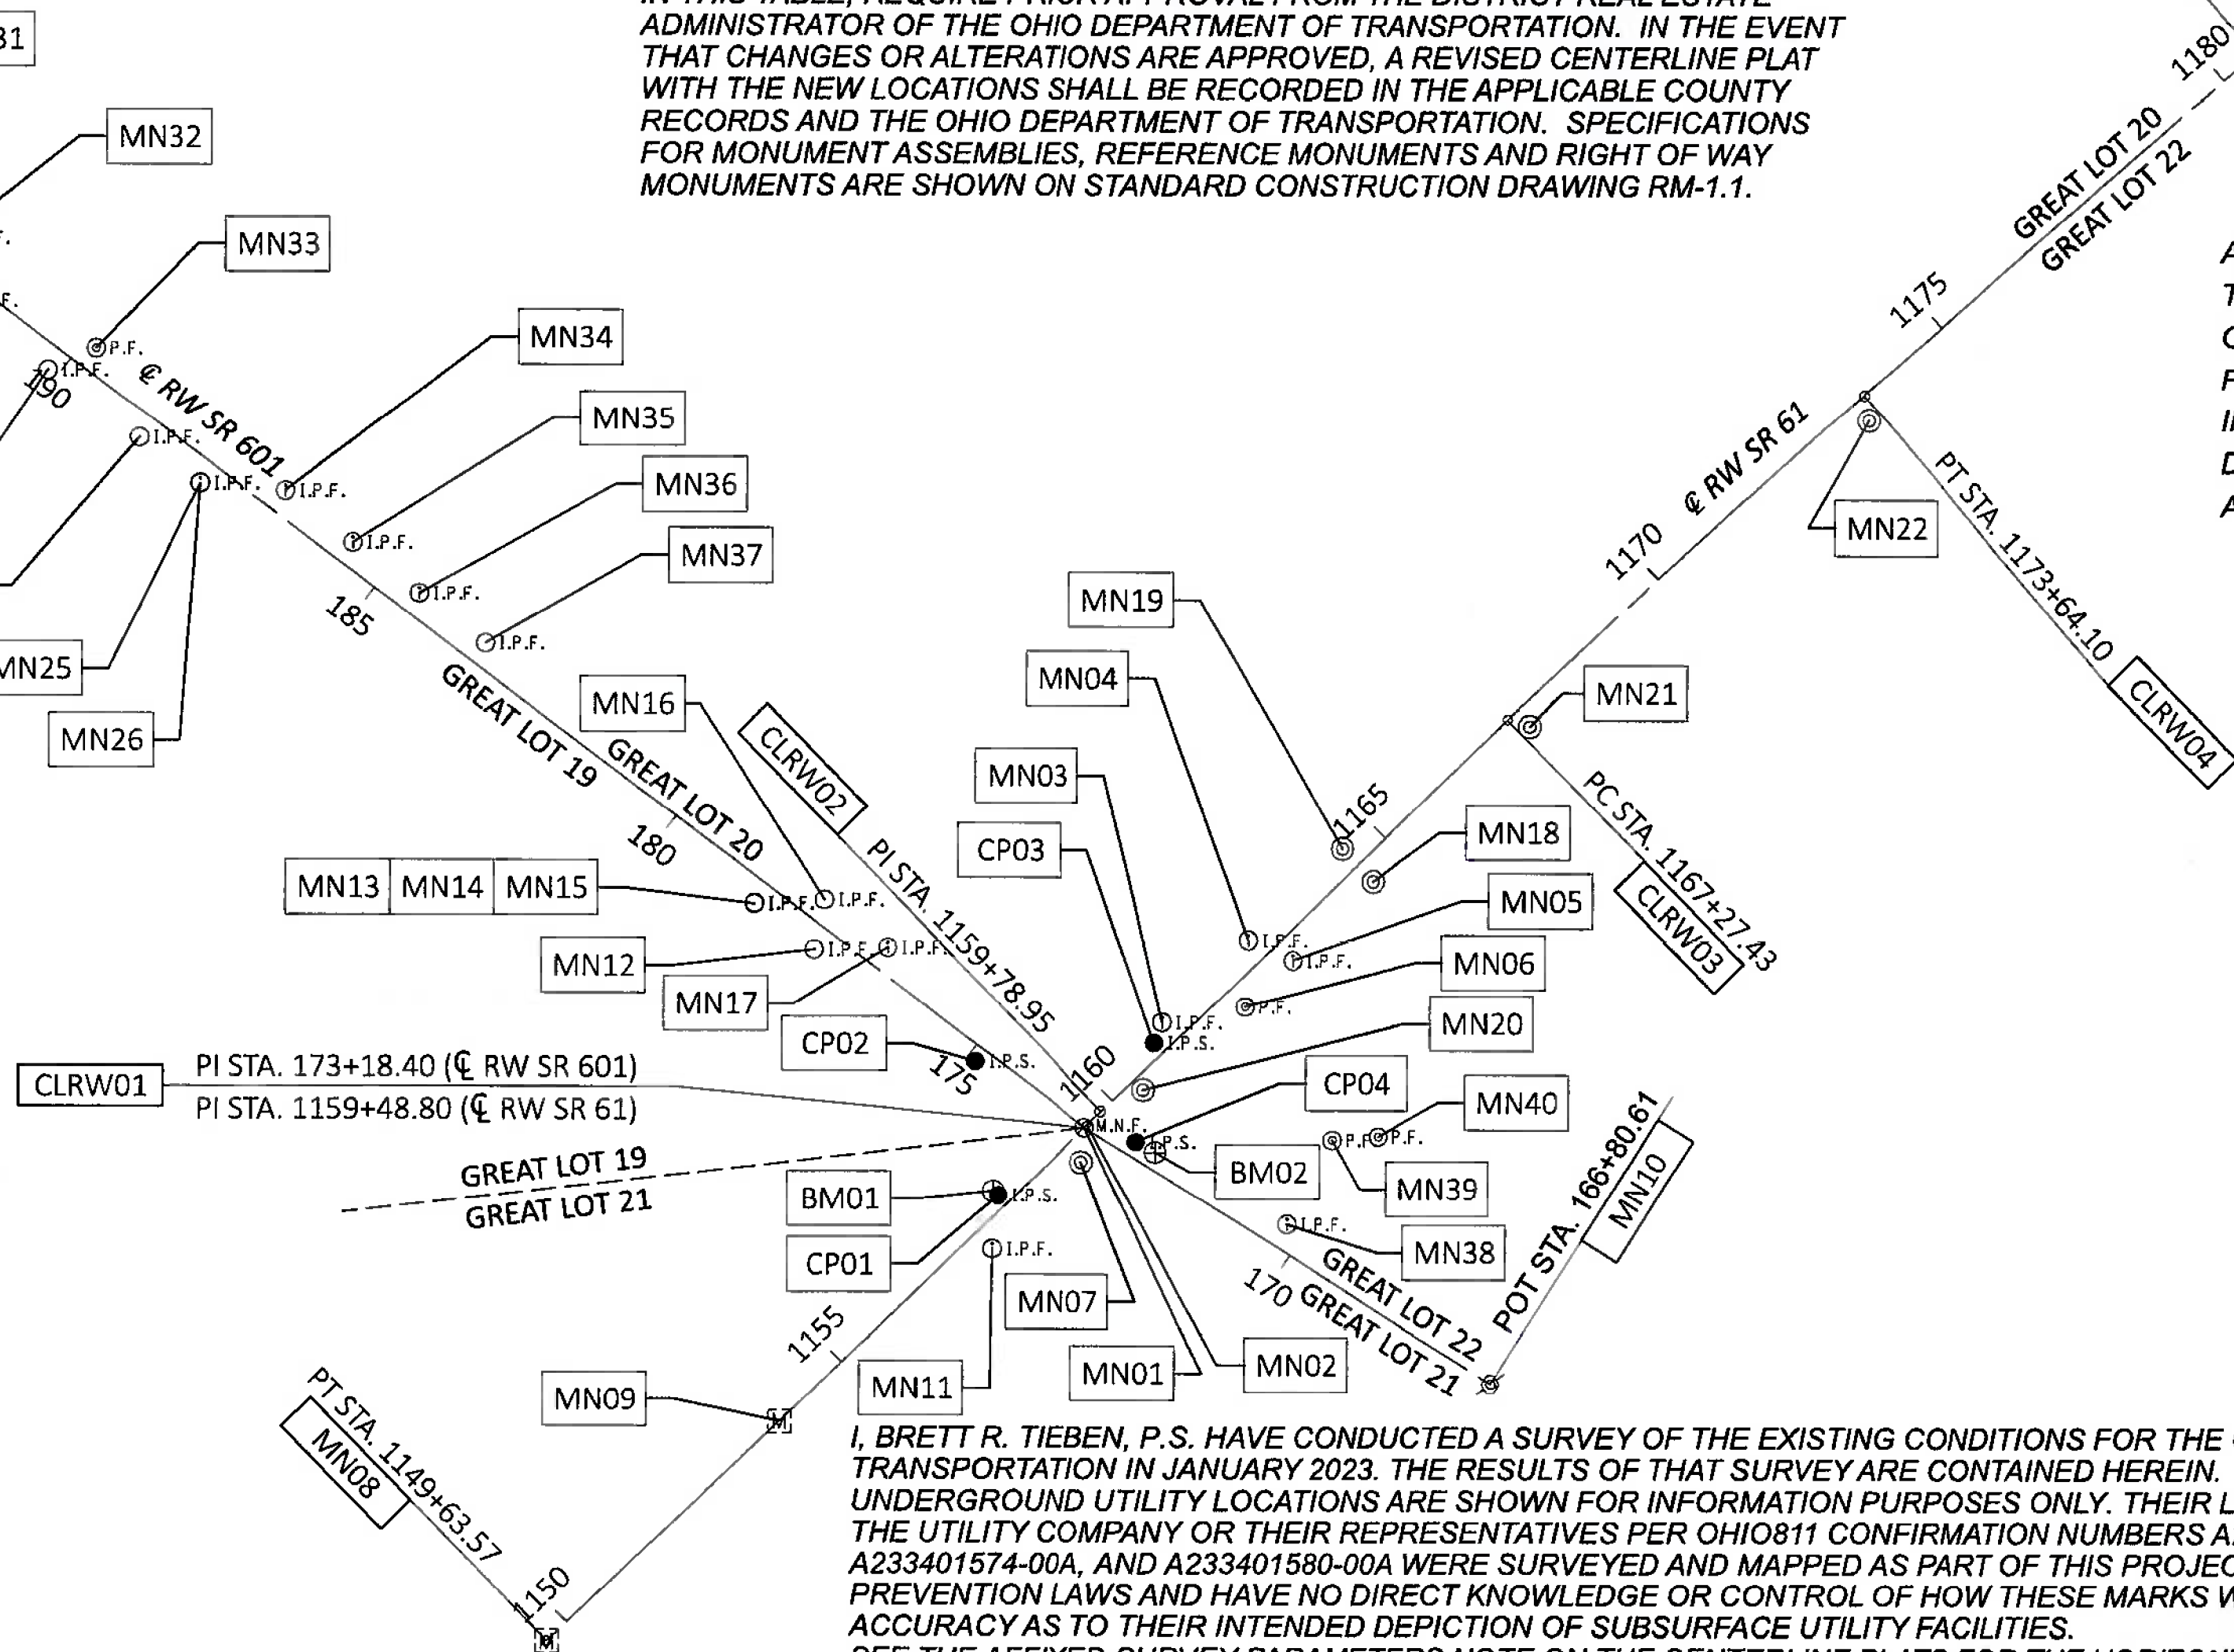 ADMINISTRATOR OF THE OHIO DEPARTMENT OF TRANSPORTATION. IN THE EVENT
THAT CHANGES OR ALTERATIONS ARE APPROVED, A REVISED CENTERLINE PLAT
WITH THE NEW LOCATIONS SHALL BE RECORDED IN THE APPLICABLE COUNTY
RECORDS AND THE OHIO DEPARTMENT OF TRANSPORTATION. SPECIFICATIONS
FOR MONUMENT ASSEMBLIES, REFERENCE MONUMENTS AND RIGHT OF WAY
MONUMENTS ARE SHOWN ON STANDARD CONSTRUCTION DRAWING RM-1.1.
MN32
MN33
P.F.
I.P.F.
190
℄ RW SR 601
I.P.F.
I.P.F.
MN34
I.P.F.
MN35
I.P.F.
MN36
I.P.F.
MN37
I.P.F.
185
MN25
MN26
GREAT LOT 19
GREAT LOT 20
180
MN16
I.P.F.
CLRW02
PI STA. 1159+78.95
MN13 MN14 MN15
I.P.F.
MN12
I.P.F.
MN17
I.P.F.
CP02
I.P.S.
175
CLRW01
PI STA. 173+18.40 (℄ RW SR 601)
PI STA. 1159+48.80 (℄ RW SR 61)
GREAT LOT 19
GREAT LOT 21
1180
GREAT LOT 20
GREAT LOT 22
1175
℄ RW SR 61
1170
MN22
PT STA. 1173+64.10
CLRW04
MN21
PC STA. 1167+27.43
CLRW03
MN19
MN04
I.P.F.
MN03
I.P.F.
CP03
I.P.S.
1165
MN18
MN05
I.P.F.
MN06
P.F.
MN20
1160
M.N.F.
CP04
I.P.S.
BM02
MN40
P.F.
MN39
P.F.
MN38
I.P.F.
POT STA. 166+80.61
MN10
170
GREAT LOT 22
GREAT LOT 21
BM01
CP01
I.P.S.
MN11
I.P.F.
MN07
MN01
MN02
1155
MN09
M
PT STA. 1149+63.57
MN08
1150
M
I, BRETT R. TIEBEN, P.S. HAVE CONDUCTED A SURVEY OF THE EXISTING CONDITIONS FOR THE
TRANSPORTATION IN JANUARY 2023. THE RESULTS OF THAT SURVEY ARE CONTAINED HEREIN.
UNDERGROUND UTILITY LOCATIONS ARE SHOWN FOR INFORMATION PURPOSES ONLY. THEIR
THE UTILITY COMPANY OR THEIR REPRESENTATIVES PER OHIO811 CONFIRMATION NUMBERS
A233401574-00A, AND A233401580-00A WERE SURVEYED AND MAPPED AS PART OF THIS
PREVENTION LAWS AND HAVE NO DIRECT KNOWLEDGE OR CONTROL OF HOW THESE MARKS
ACCURACY AS TO THEIR INTENDED DEPICTION OF SUBSURFACE UTILITY FACILITIES.